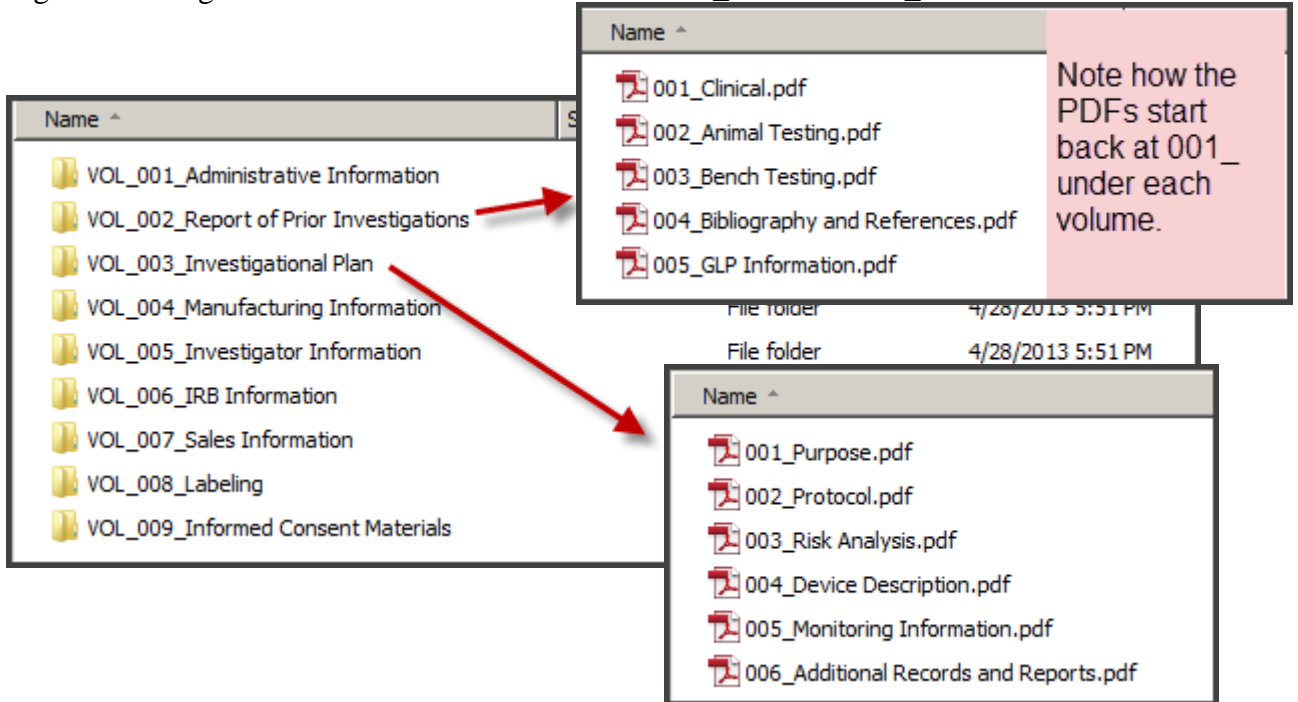 Name
001_Clinical.pdf
002_Animal Testing.pdf
003_Bench Testing.pdf
004_Bibliography and References.pdf
005_GLP Information.pdf
Note how the
PDFs start
back at 001_
under each
volume.
Name
S
VOL_001_Administrative Information
VOL_002_Report of Prior Investigations
VOL_003_Investigational Plan
VOL_004_Manufacturing Information File folder 4/28/2013 5:51 PM
VOL_005_Investigator Information File folder 4/28/2013 5:51 PM
VOL_006_IRB Information
VOL_007_Sales Information
VOL_008_Labeling
VOL_009_Informed Consent Materials
Name
001_Purpose.pdf
002_Protocol.pdf
003_Risk Analysis.pdf
004_Device Description.pdf
005_Monitoring Information.pdf
006_Additional Records and Reports.pdf